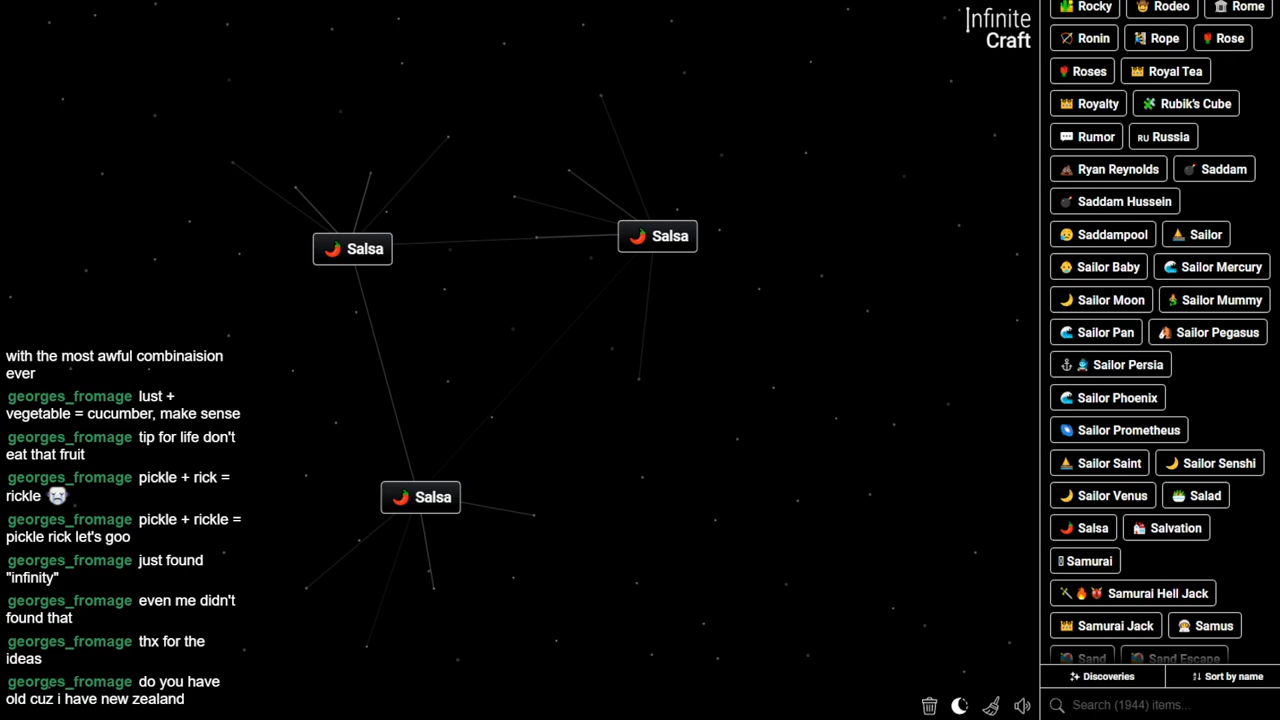 Infinite
Craft
Salsa
Salsa
Salsa
with the most awful combinaision
ever
georges_fromage lust +
vegetable = cucumber, make sense
georges_fromage tip for life don't
eat that fruit
georges_fromage pickle + rick =
rickle
georges_fromage pickle + rickle =
pickle rick let's goo
georges_fromage just found
"infinity"
georges_fromage even me didn't
found that
georges_fromage thx for the
ideas
georges_fromage do you have
old cuz i have new zealand
Rocky Rodeo Rome
Ronin Rope Rose
Roses Royal Tea
Royalty Rubik's Cube
Rumor RU Russia
Ryan Reynolds Saddam
Saddam Hussein
Saddampool Sailor
Sailor Baby Sailor Mercury
Sailor Moon Sailor Mummy
Sailor Pan Sailor Pegasus
Sailor Persia
Sailor Phoenix
Sailor Prometheus
Sailor Saint Sailor Senshi
Sailor Venus Salad
Salsa Salvation
Samurai
Samurai Hell Jack
Samurai Jack Samus
Sand Sand Escape
Discoveries Sort by name
Search (1944) items...